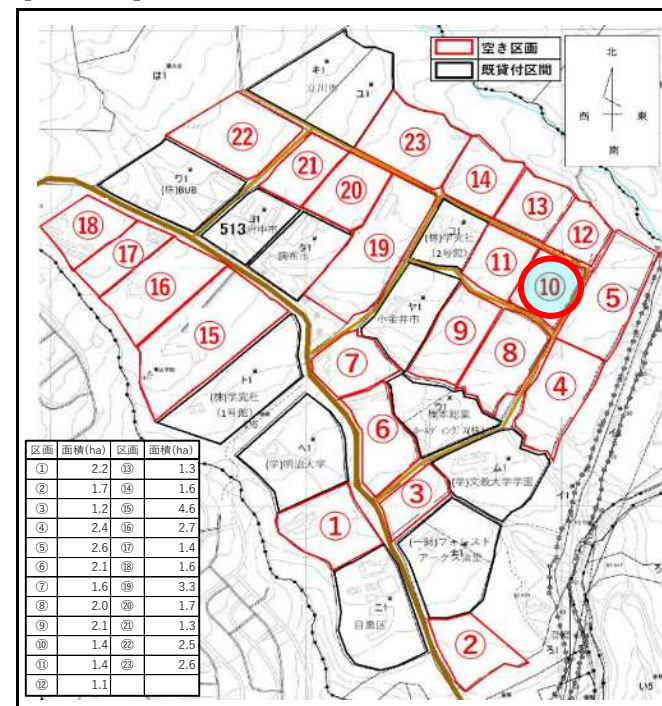 空き区画
既貸付区間
北
西 東
南
は1
キ1
立川市
ユ1
㉒
㉓
㉑
⑳
⑭
⑬
⑫
ワ1
(株)BUB
ヨ1
513府中市
タ1
調布市
⑱
⑰
⑯
⑮
⑲
コ1
(株)学究社
(2号館)
⑪
⑩
⑤
ヤ1
小金井市
⑨
⑧
④
⑦
ト1
(株)学究社
(1号館)
⑥
ヘ1
(学)明治大学
ム1
(学)文教大学学園
イ1
③
①
(一財)フォレスト
アークス清里
ニ1
目黒区
②
ろ1
い5
区画 面積(ha) 区画 面積(ha)
① 2.2 ⑬ 1.3
② 1.7 ⑭ 1.6
③ 1.2 ⑮ 4.6
④ 2.4 ⑯ 2.7
⑤ 2.6 ⑰ 1.4
⑥ 2.1 ⑱ 1.6
⑦ 1.6 ⑲ 3.3
⑧ 2.0 ⑳ 1.7
⑨ 2.1 ㉑ 1.3
⑩ 1.4 ㉒ 2.5
⑪ 1.4 ㉓ 2.6
⑫ 1.1